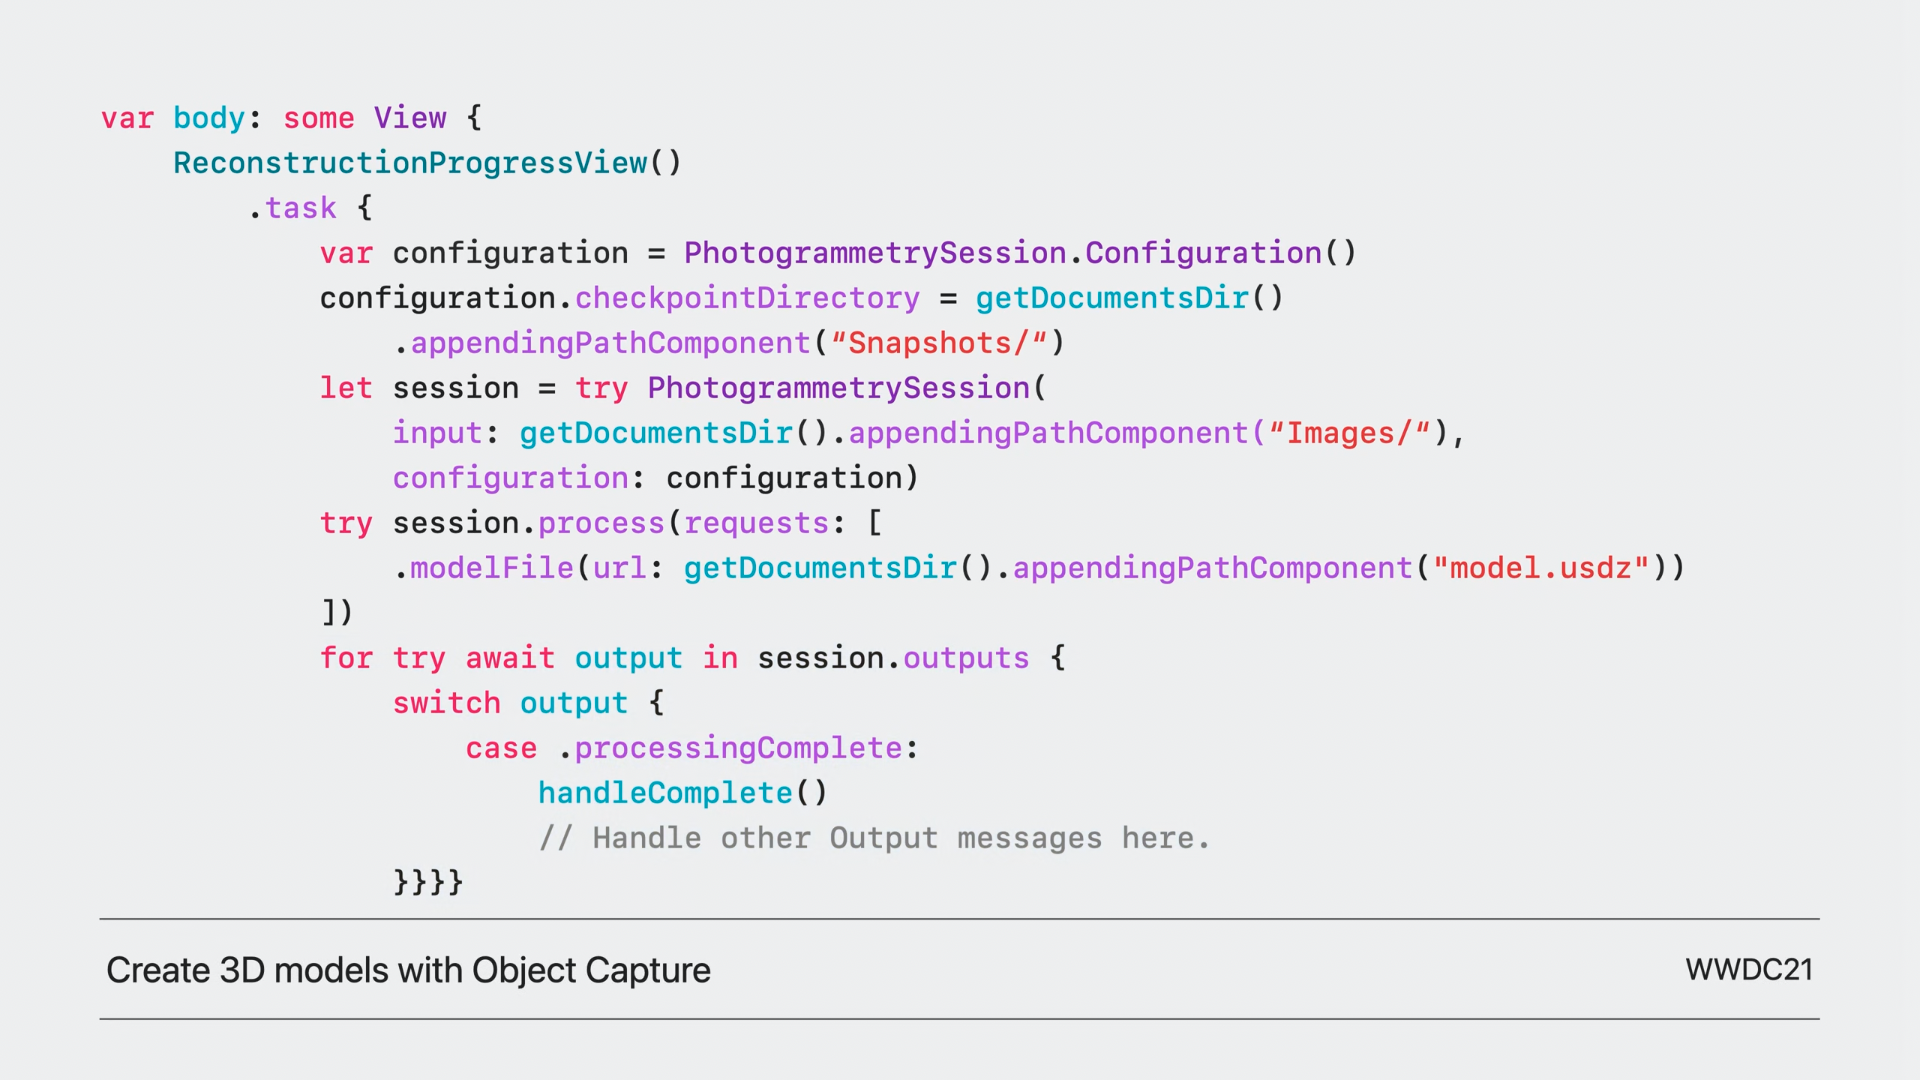 var body: some View {
    ReconstructionProgressView()
        .task {
            var configuration = PhotogrammetrySession.Configuration()
            configuration.checkpointDirectory = getDocumentsDir()
                .appendingPathComponent(“Snapshots/“)
            let session = try PhotogrammetrySession(
                input: getDocumentsDir().appendingPathComponent(“Images/“),
                configuration: configuration)
            try session.process(requests: [
                .modelFile(url: getDocumentsDir().appendingPathComponent("model.usdz"))
            ])
            for try await output in session.outputs {
                switch output {
                    case .processingComplete:
                        handleComplete()
                        // Handle other Output messages here.
                }}}}
Create 3D models with Object Capture
WWDC21